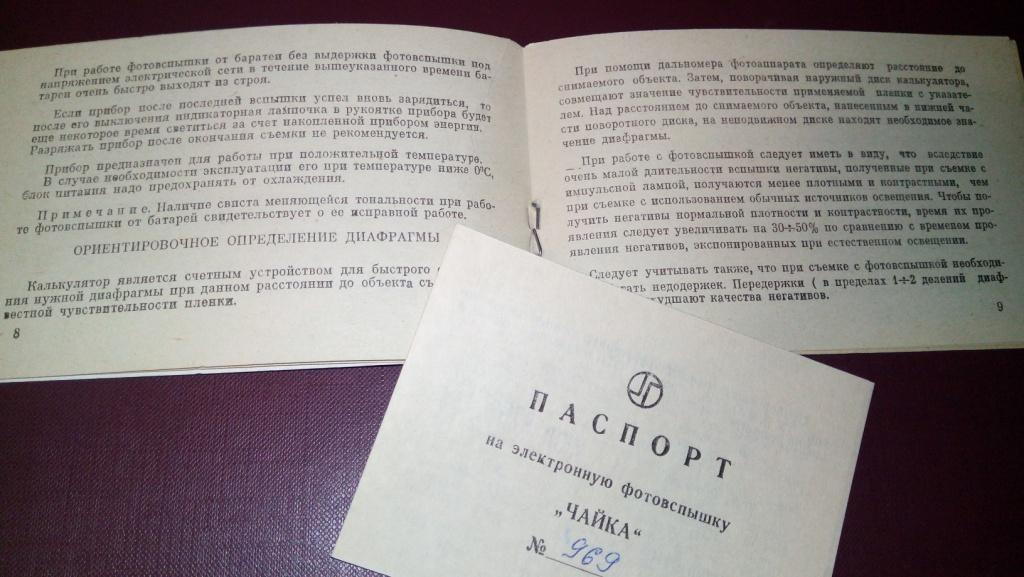 При работе фотовспышки от батареи без выдержки фотовспышки под
напряжением электрической сети в течение вышеуказанного времени ба-
тареи очень быстро выходят из строя.
Если прибор после последней вспышки успел вновь зарядиться, то
после его выключения индикаторная лампочка в рукоятке прибора будет
еще некоторое время светиться за счет накопленной прибором энергии.
Разряжать прибор после окончания съемки не рекомендуется.
Прибор предназначен для работы при положительной температуре.
В случае необходимости эксплуатации его при температуре ниже 0°С,
блок питания надо предохранять от охлаждения.
Примечание. Наличие свиста меняющейся тональности при рабо-
те фотовспышки от батарей свидетельствует о ее исправной работе.
ОРИЕНТИРОВОЧНОЕ ОПРЕДЕЛЕНИЕ ДИАФРАГМЫ
Калькулятор является счетным устройством для быстрого
ния нужной диафрагмы при данном расстоянии до объекта
вестной чувствительности пленки.
8
При помощи дальномера фотоаппарата определяют расстояние до
снимаемого объекта. Затем, поворачивая наружный диск калькулятора,
совмещают значение чувствительности применяемой пленки с указате-
лем. Над расстоянием до снимаемого объекта, нанесенным в нижней ча-
сти поворотного диска, на неподвижном диске находят необходимое зна-
чение диафрагмы.
При работе с фотовспышкой следует иметь в виду, что вследствие
очень малой длительности вспышки негативы, полученные при съемке с
импульсной лампой, получаются менее плотными и контрастными, чем
при съемке с использованием обычных источников освещения. Чтобы по-
лучить негативы нормальной плотности и контрастности, время их про-
явления следует увеличивать на 30÷50% по сравнению с временем про-
явления негативов, экспонированных при естественном освещении.
Следует учитывать также, что при съемке с фотовспышкой необходи-
гать недодержек. Передержки ( в пределах 1÷2 делений диаф-
худшают качества негативов.
9
ПАСПОРТ
на электронную фотовспышку
„ЧАЙКА“
№ 969